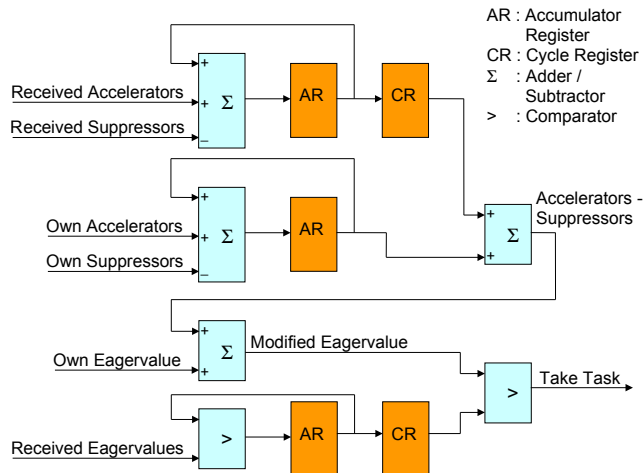 AR : Accumulator
Register
CR : Cycle Register
Σ : Adder /
Subtractor
> : Comparator
+
Received Accelerators
+
Σ
AR
CR
Received Suppressors
–
+
Own Accelerators
+
Σ
AR
Own Suppressors
–
Accelerators -
Suppressors
+
Σ
+
+
Own Eagervalue
+
Σ
Modified Eagervalue
>
Take Task
Received Eagervalues
>
AR
CR